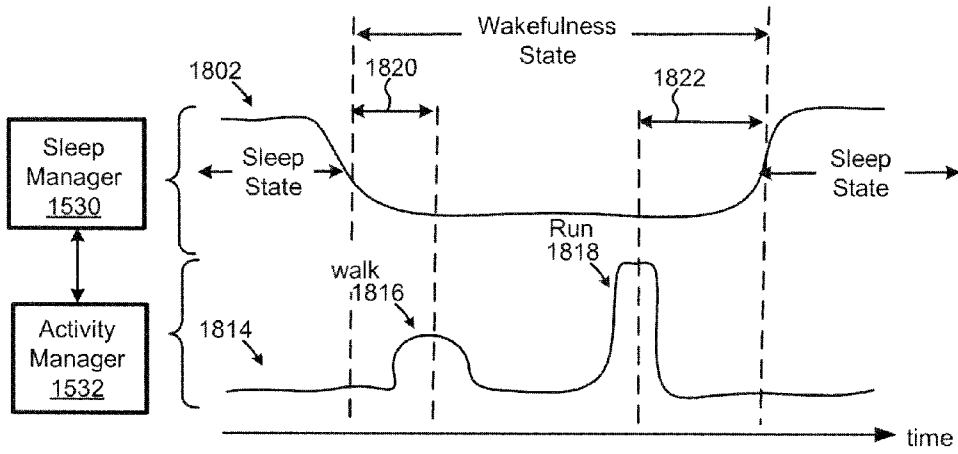 Wakefulness
State
1820
1822
1802
Sleep
Manager
1530
Sleep
State
Sleep
State
Run
1818
walk
1816
1814
Activity
Manager
1532
time